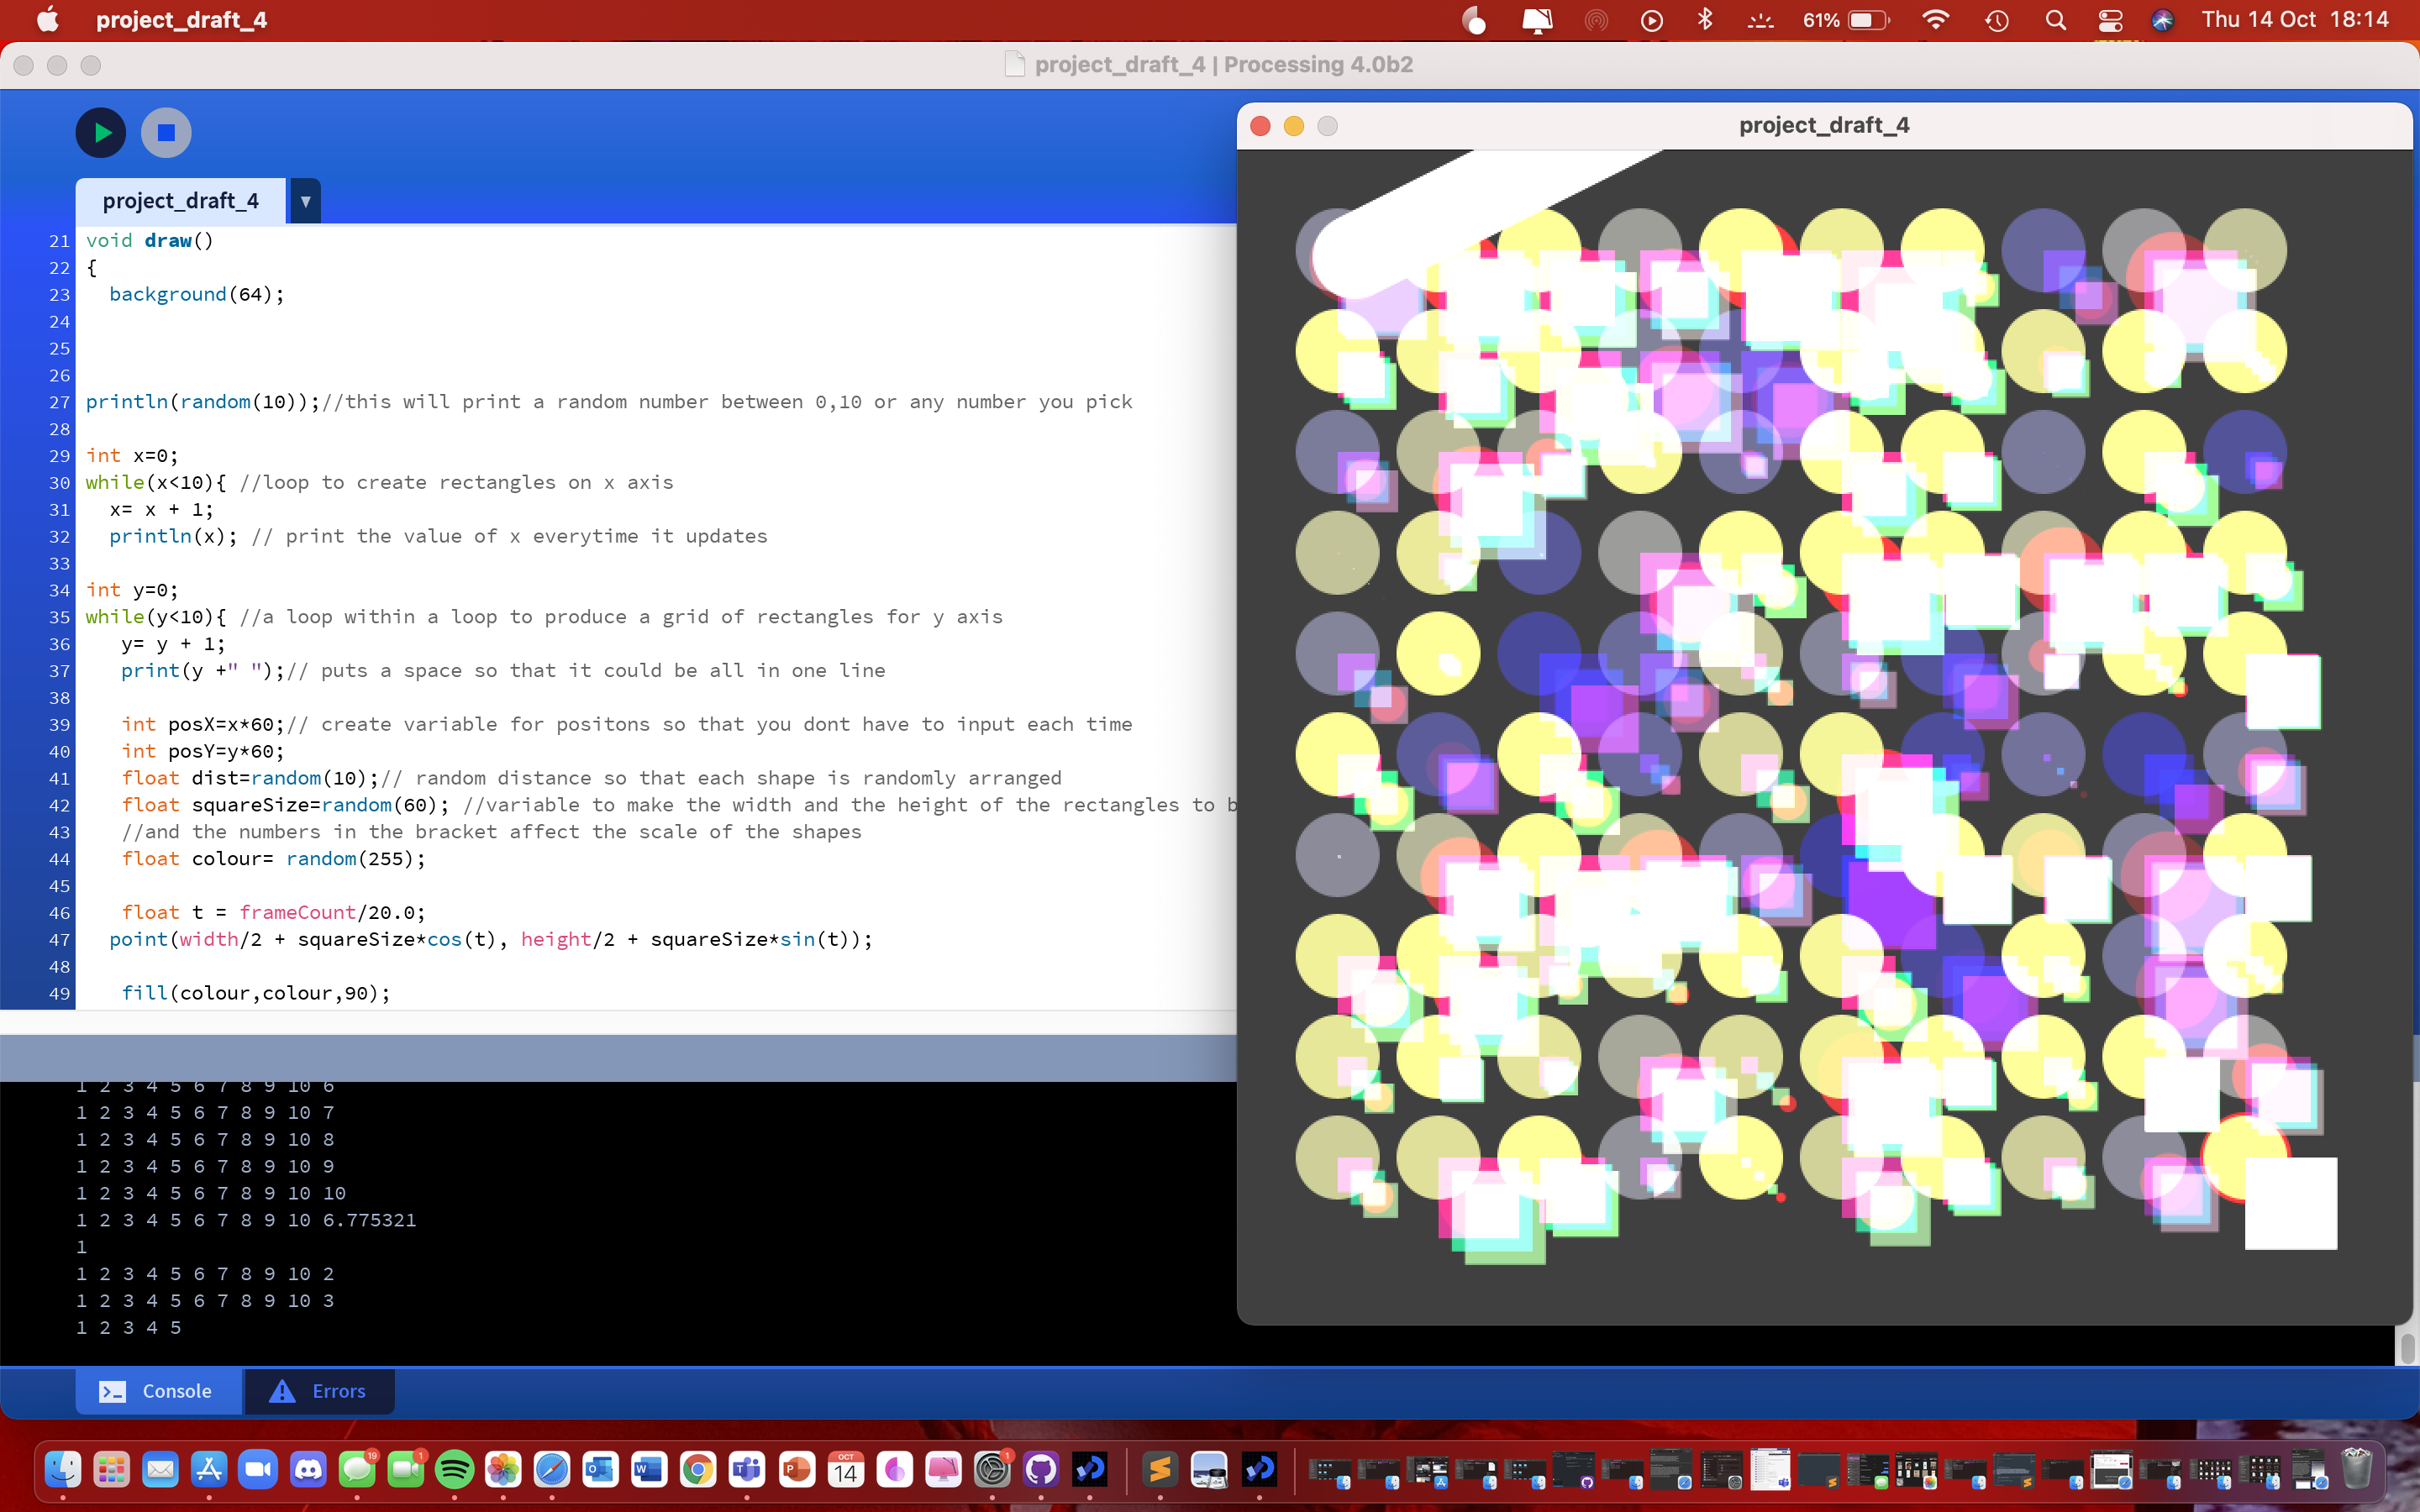 project_draft_4
61%
Thu 14 Oct 18:14
project_draft_4 | Processing 4.0b2
project_draft_4
project_draft_4
21 void draw()
22 {
23 background(64);
24
25
26
27 println(random(10));//this will print a random number between 0,10 or any number you pick
28
29 int x=0;
30 while(x<10){ //loop to create rectangles on x axis
31 x= x + 1;
32 println(x); // print the value of x everytime it updates
33
34 int y=0;
35 while(y<10){ //a loop within a loop to produce a grid of rectangles for y axis
36 y= y + 1;
37 print(y +" ");// puts a space so that it could be all in one line
38
39 int posX=x*60;// create variable for positons so that you dont have to input each time
40 int posY=y*60;
41 float dist=random(10);// random distance so that each shape is randomly arranged
42 float squareSize=random(60); //variable to make the width and the height of the rectangles to b
43 //and the numbers in the bracket affect the scale of the shapes
44 float colour= random(255);
45
46 float t = frameCount/20.0;
47 point(width/2 + squareSize*cos(t), height/2 + squareSize*sin(t));
48
49 fill(colour,colour,90);
1 2 3 4 5 6 7 8 9 10 6
1 2 3 4 5 6 7 8 9 10 7
1 2 3 4 5 6 7 8 9 10 8
1 2 3 4 5 6 7 8 9 10 9
1 2 3 4 5 6 7 8 9 10 10
1 2 3 4 5 6 7 8 9 10 6.775321
1
1 2 3 4 5 6 7 8 9 10 2
1 2 3 4 5 6 7 8 9 10 3
1 2 3 4 5
Console
Errors
19
1
OCT
14
1